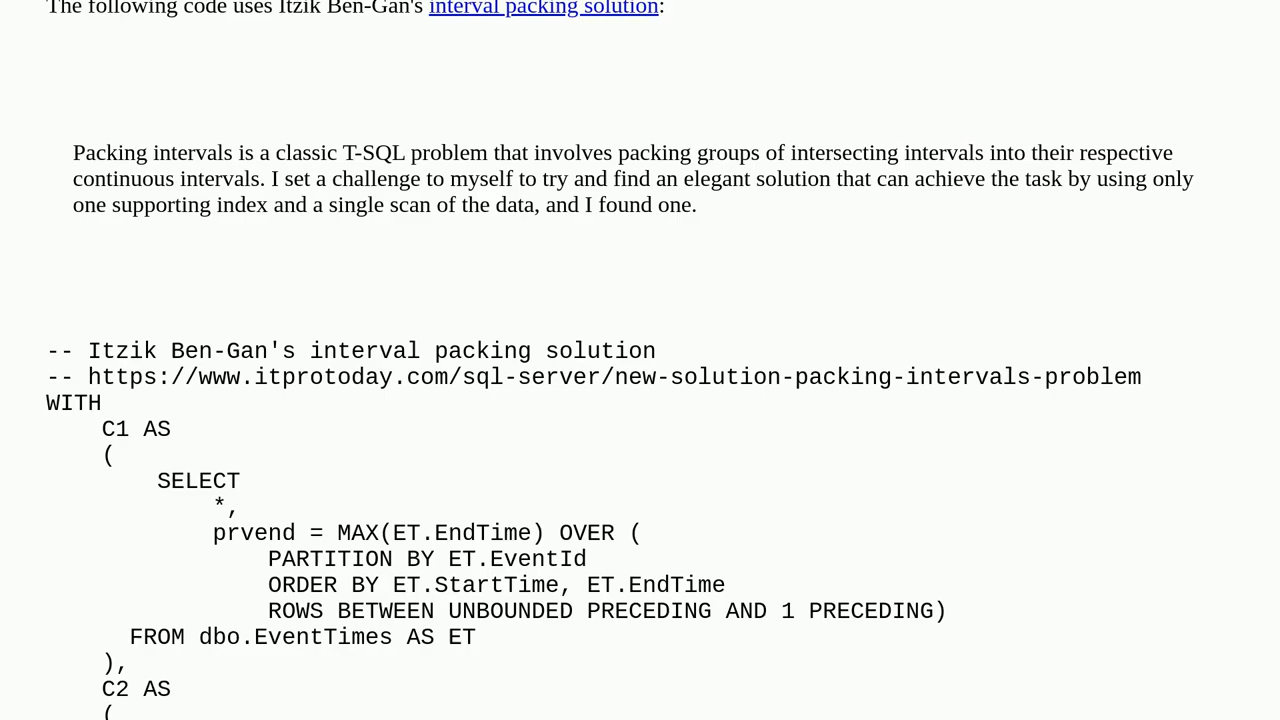 The following code uses Itzik Ben-Gan's interval packing solution:
Packing intervals is a classic T-SQL problem that involves packing groups of intersecting intervals into their respective
continuous intervals. I set a challenge to myself to try and find an elegant solution that can achieve the task by using only
one supporting index and a single scan of the data, and I found one.
-- Itzik Ben-Gan's interval packing solution
-- https://www.itprotoday.com/sql-server/new-solution-packing-intervals-problem
WITH
    C1 AS
    (
        SELECT
            *,
            prvend = MAX(ET.EndTime) OVER (
                PARTITION BY ET.EventId
                ORDER BY ET.StartTime, ET.EndTime
                ROWS BETWEEN UNBOUNDED PRECEDING AND 1 PRECEDING)
      FROM dbo.EventTimes AS ET
    ),
    C2 AS
    (